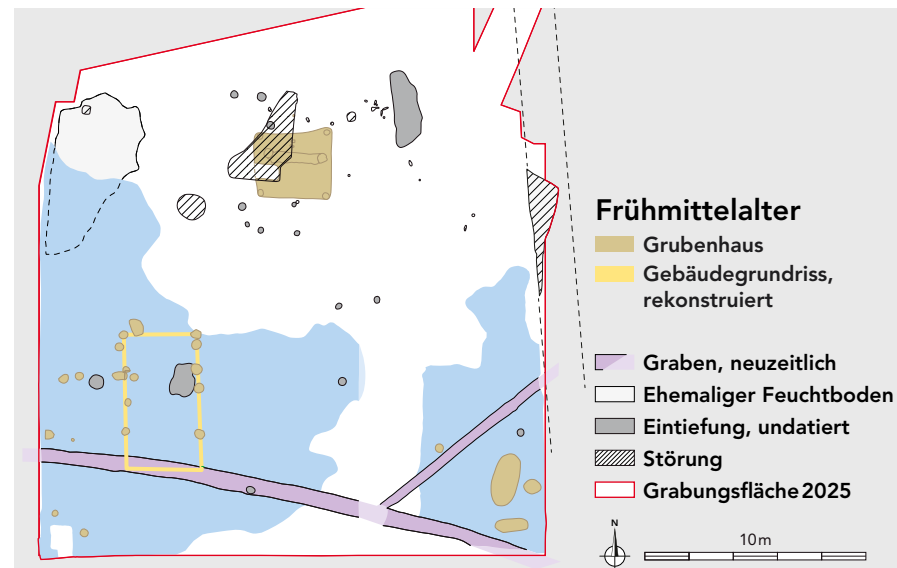 Frühmittelalter
Grubenhaus
Gebäudegrundriss,
rekonstruiert
Graben, neuzeitlich
Ehemaliger Feuchtboden
Eintiefung, undatiert
Störung
Grabungsfläche 2025
N
10 m